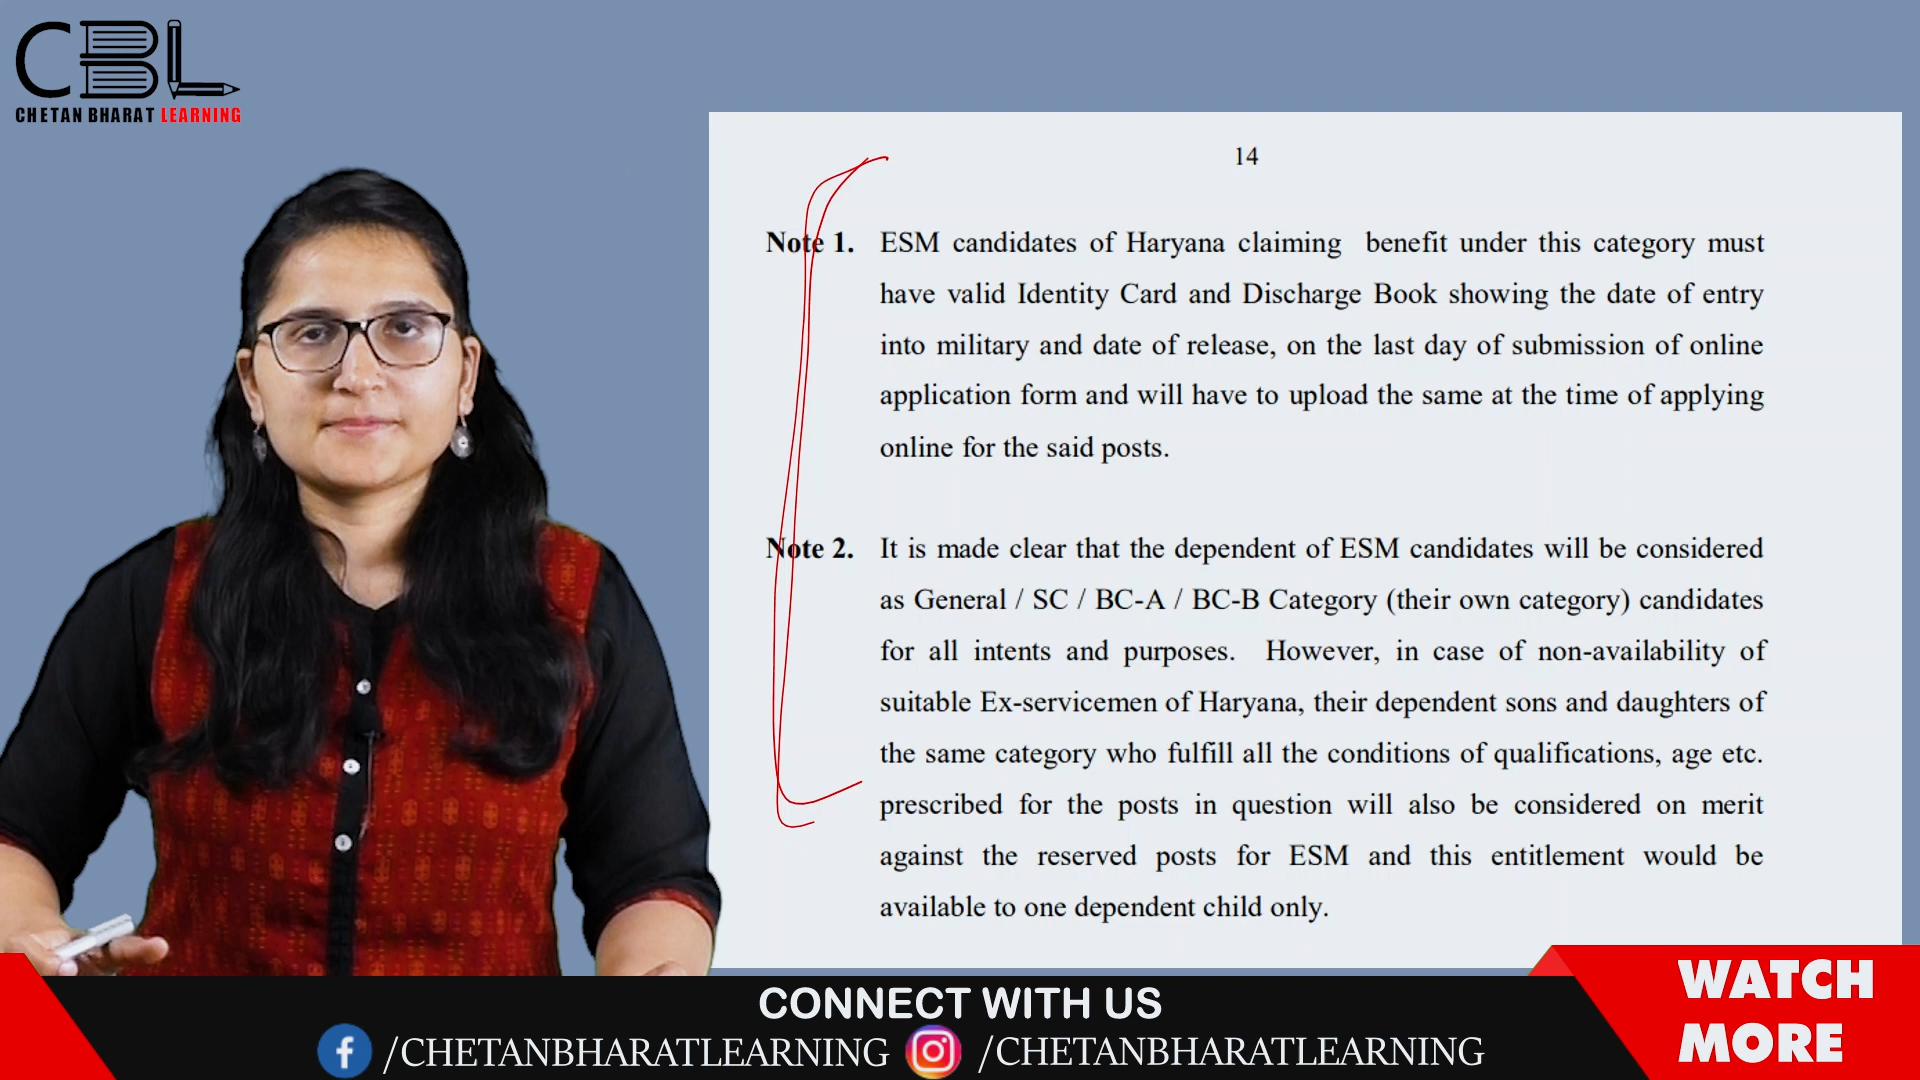 CBL
CHETAN BHARAT LEARNING
14
Note 1. ESM candidates of Haryana claiming benefit under this category must
have valid Identity Card and Discharge Book showing the date of entry
into military and date of release, on the last day of submission of online
application form and will have to upload the same at the time of applying
online for the said posts.
Note 2. It is made clear that the dependent of ESM candidates will be considered
as General / SC / BC-A / BC-B Category (their own category) candidates
for all intents and purposes. However, in case of non-availability of
suitable Ex-servicemen of Haryana, their dependent sons and daughters of
the same category who fulfill all the conditions of qualifications, age etc.
prescribed for the posts in question will also be considered on merit
against the reserved posts for ESM and this entitlement would be
available to one dependent child only.
CONNECT WITH US
/CHETANBHARATLEARNING /CHETANBHARATLEARNING
WATCH
MORE